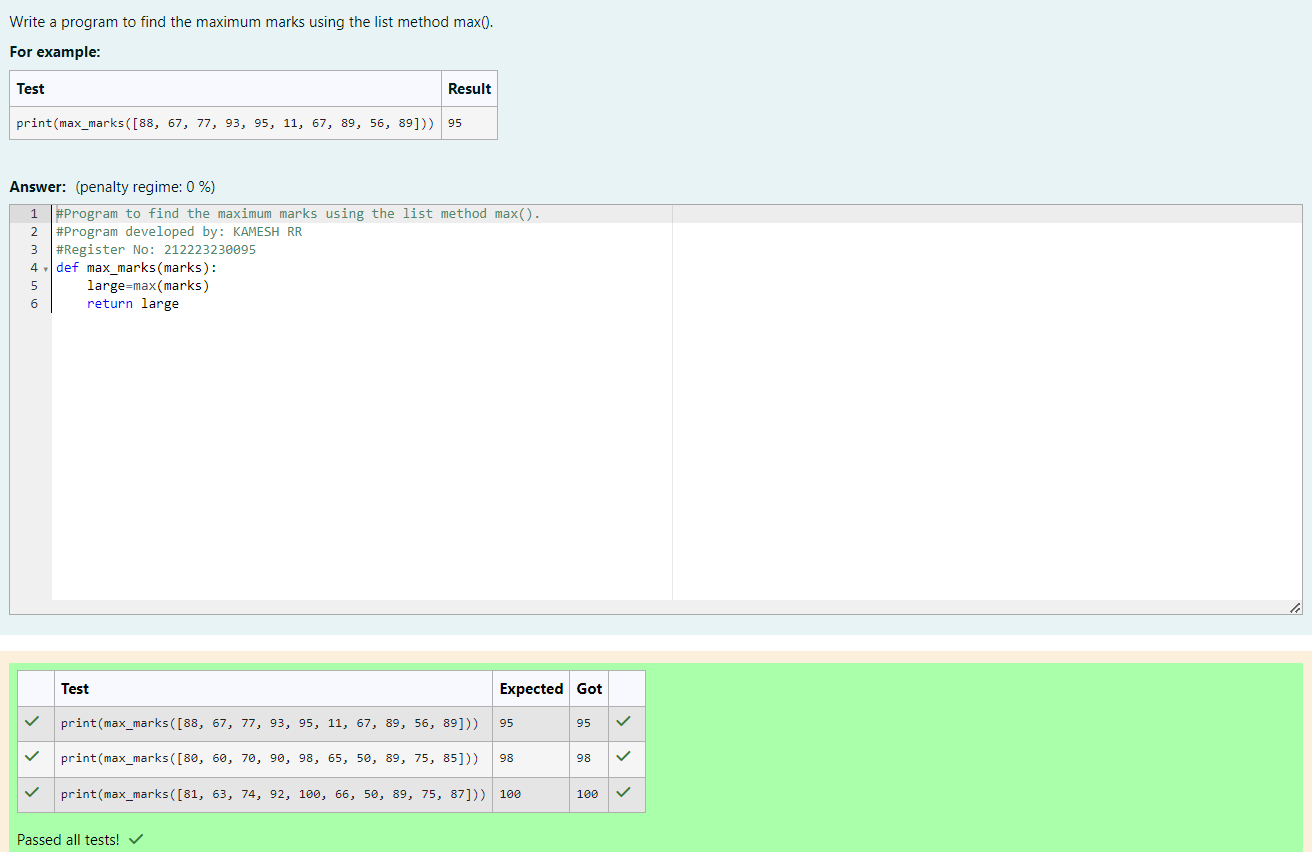 Write a program to find the maximum marks using the list method max().
For example:
Test Result
print(max_marks([88, 67, 77, 93, 95, 11, 67, 89, 56, 89])) 95
Answer: (penalty regime: 0 %)
1 #Program to find the maximum marks using the list method max().
2 #Program developed by: KAMESH RR
3 #Register No: 212223230095
4 def max_marks(marks):
5 large=max(marks)
6 return large
Test Expected Got
print(max_marks([88, 67, 77, 93, 95, 11, 67, 89, 56, 89])) 95 95
print(max_marks([80, 60, 70, 90, 98, 65, 50, 89, 75, 85])) 98 98
print(max_marks([81, 63, 74, 92, 100, 66, 50, 89, 75, 87])) 100 100
Passed all tests!